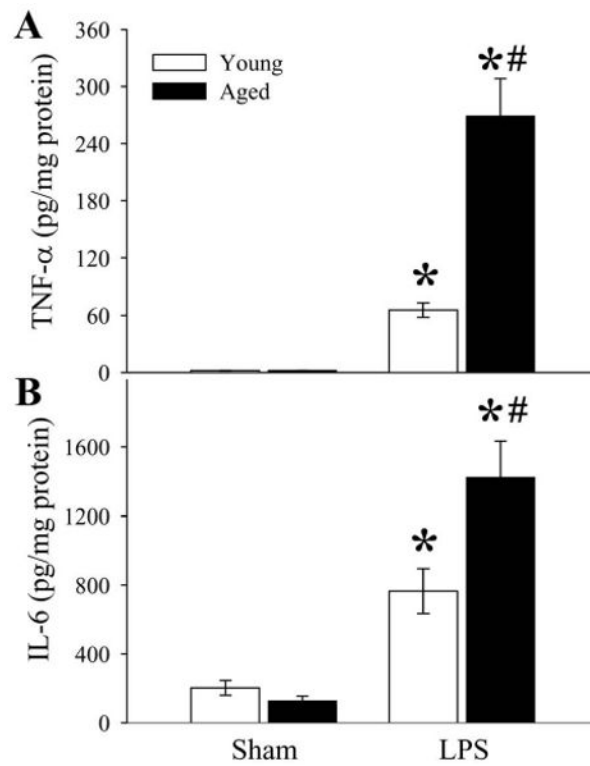 A
TNF-α (pg/mg protein)
360
300
240
180
120
60
0
Young
Aged
*
*#
B
IL-6 (pg/mg protein)
1600
1200
800
400
0
*
*#
Sham
LPS